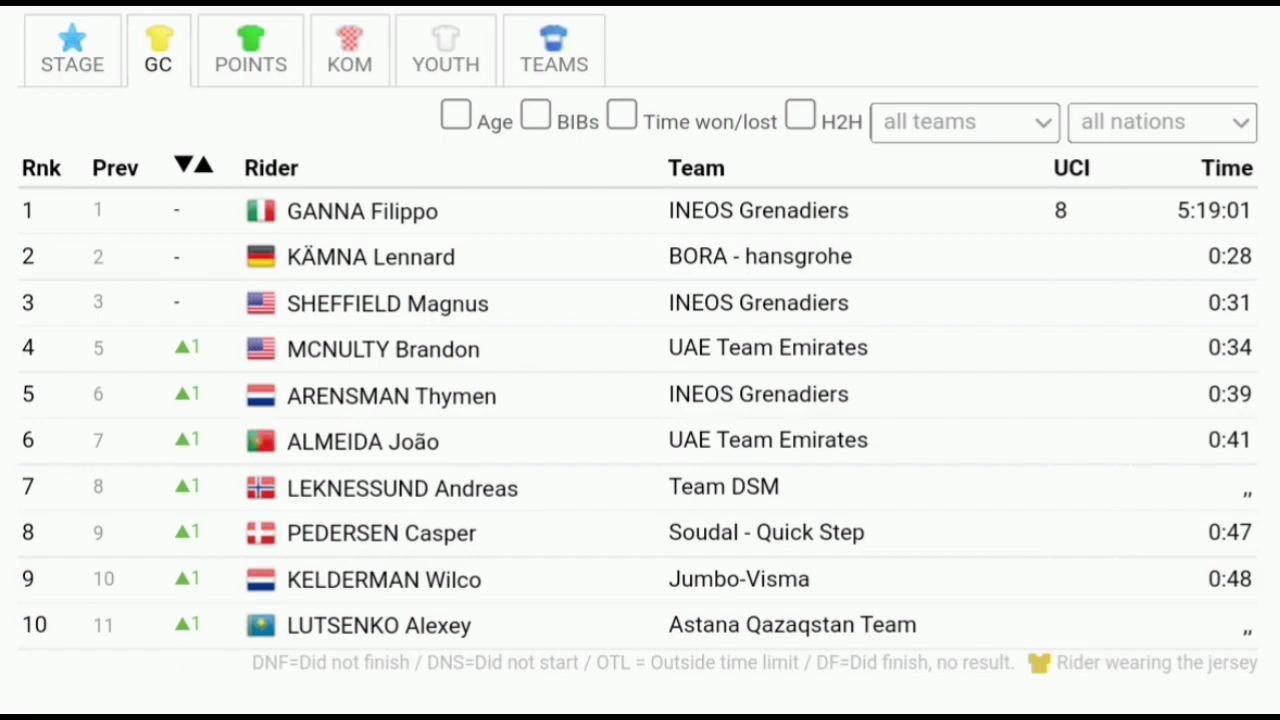 STAGE GC POINTS KOM YOUTH TEAMS
Age BIBs Time won/lost H2H all teams all nations
Rnk Prev ▼▲ Rider Team UCI Time
1 1 - GANNA Filippo INEOS Grenadiers 8 5:19:01
2 2 - KÄMNA Lennard BORA - hansgrohe 0:28
3 3 - SHEFFIELD Magnus INEOS Grenadiers 0:31
4 5 ▲1 MCNULTY Brandon UAE Team Emirates 0:34
5 6 ▲1 ARENSMAN Thymen INEOS Grenadiers 0:39
6 7 ▲1 ALMEIDA João UAE Team Emirates 0:41
7 8 ▲1 LEKNESSUND Andreas Team DSM ,,
8 9 ▲1 PEDERSEN Casper Soudal - Quick Step 0:47
9 10 ▲1 KELDERMAN Wilco Jumbo-Visma 0:48
10 11 ▲1 LUTSENKO Alexey Astana Qazaqstan Team ,,
DNF=Did not finish / DNS=Did not start / OTL = Outside time limit / DF=Did finish, no result. Rider wearing the jersey